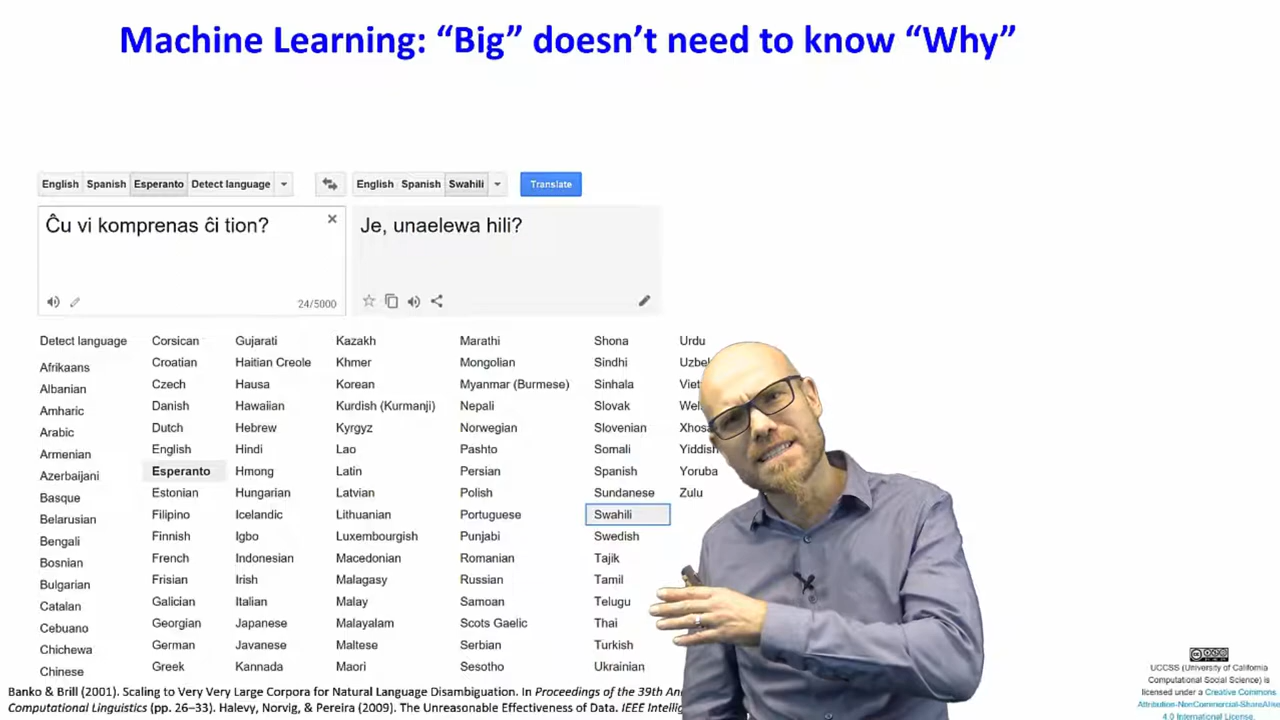 Machine Learning: “Big” doesn’t need to know “Why”
English Spanish Esperanto Detect language
English Spanish Swahili
Translate
Ĉu vi komprenas ĉi tion?
24/5000
Je, unaelewa hili?
Detect language
Afrikaans
Albanian
Amharic
Arabic
Armenian
Azerbaijani
Basque
Belarusian
Bengali
Bosnian
Bulgarian
Catalan
Cebuano
Chichewa
Chinese
Corsican
Croatian
Czech
Danish
Dutch
English
Esperanto
Estonian
Filipino
Finnish
French
Frisian
Galician
Georgian
German
Greek
Gujarati
Haitian Creole
Hausa
Hawaiian
Hebrew
Hindi
Hmong
Hungarian
Icelandic
Igbo
Indonesian
Irish
Italian
Japanese
Javanese
Kannada
Kazakh
Khmer
Korean
Kurdish (Kurmanji)
Kyrgyz
Lao
Latin
Latvian
Lithuanian
Luxembourgish
Macedonian
Malagasy
Malay
Malayalam
Maltese
Maori
Marathi
Mongolian
Myanmar (Burmese)
Nepali
Norwegian
Pashto
Persian
Polish
Portuguese
Punjabi
Romanian
Russian
Samoan
Scots Gaelic
Serbian
Sesotho
Shona
Sindhi
Sinhala
Slovak
Slovenian
Somali
Spanish
Sundanese
Swahili
Swedish
Tajik
Tamil
Telugu
Thai
Turkish
Ukrainian
Urdu
Yiddish
Yoruba
Zulu
Banko & Brill (2001). Scaling to Very Very Large Corpora for Natural Language Disambiguation. In Proceedings of the 39th
Computational Linguistics (pp. 26–33). Halevy, Norvig, & Pereira (2009). The Unreasonable Effectiveness of Data. IEEE
UCCSS (University of California
Computational Social Science) is
licensed under a Creative Commons
Attribution-NonCommercial-ShareAlike
4.0 International License.